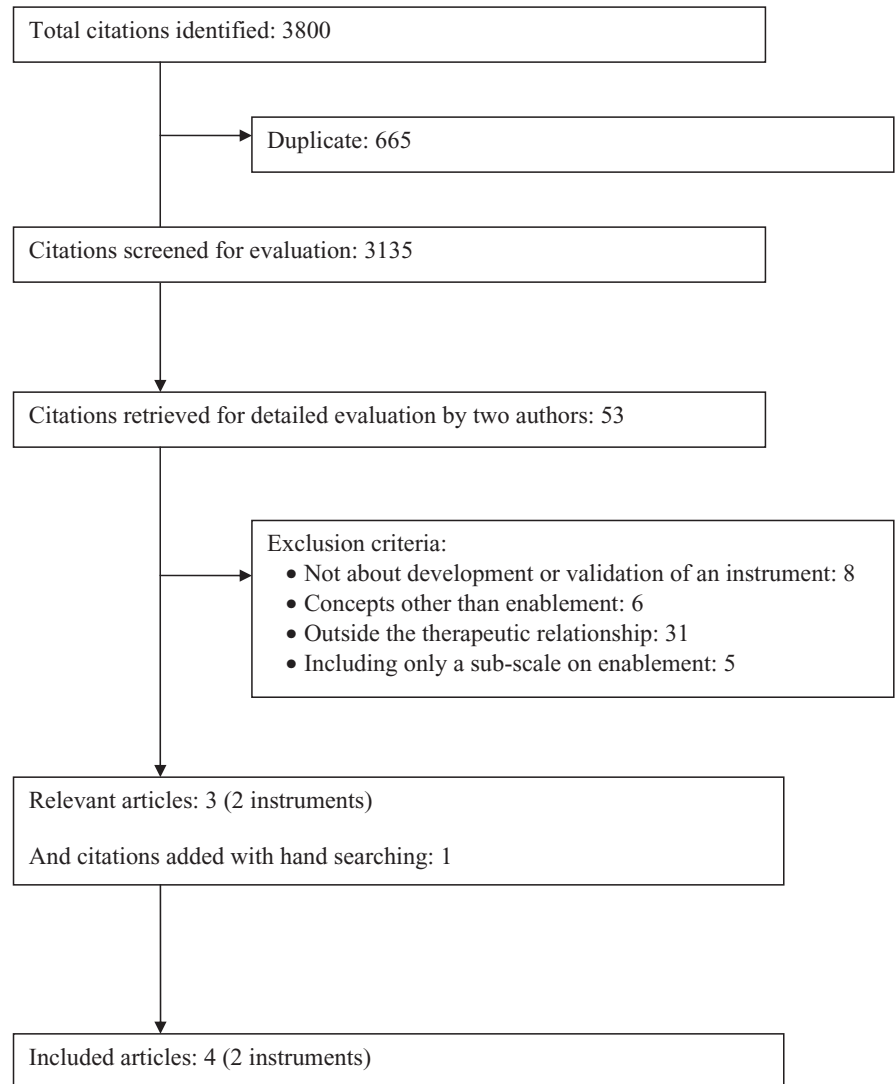 Total citations identified: 3800
Duplicate: 665
Citations screened for evaluation: 3135
Citations retrieved for detailed evaluation by two authors: 53
Exclusion criteria:
• Not about development or validation of an instrument: 8
• Concepts other than enablement: 6
• Outside the therapeutic relationship: 31
• Including only a sub-scale on enablement: 5
Relevant articles: 3 (2 instruments)
And citations added with hand searching: 1
Included articles: 4 (2 instruments)